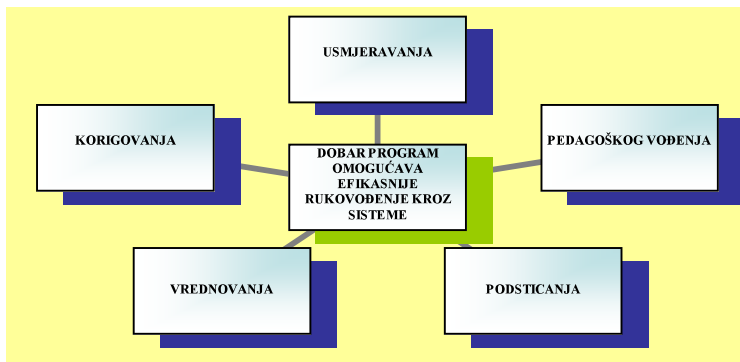 USMJERAVANJA
KORIGOVANJA
PEDAGOŠKOG VOĐENJA
DOBAR PROGRAM
OMOGUĆAVA
EFIKASNIJE
RUKOVOĐENJE KROZ
SISTEME
VREDNOVANJA
PODSTICANJA